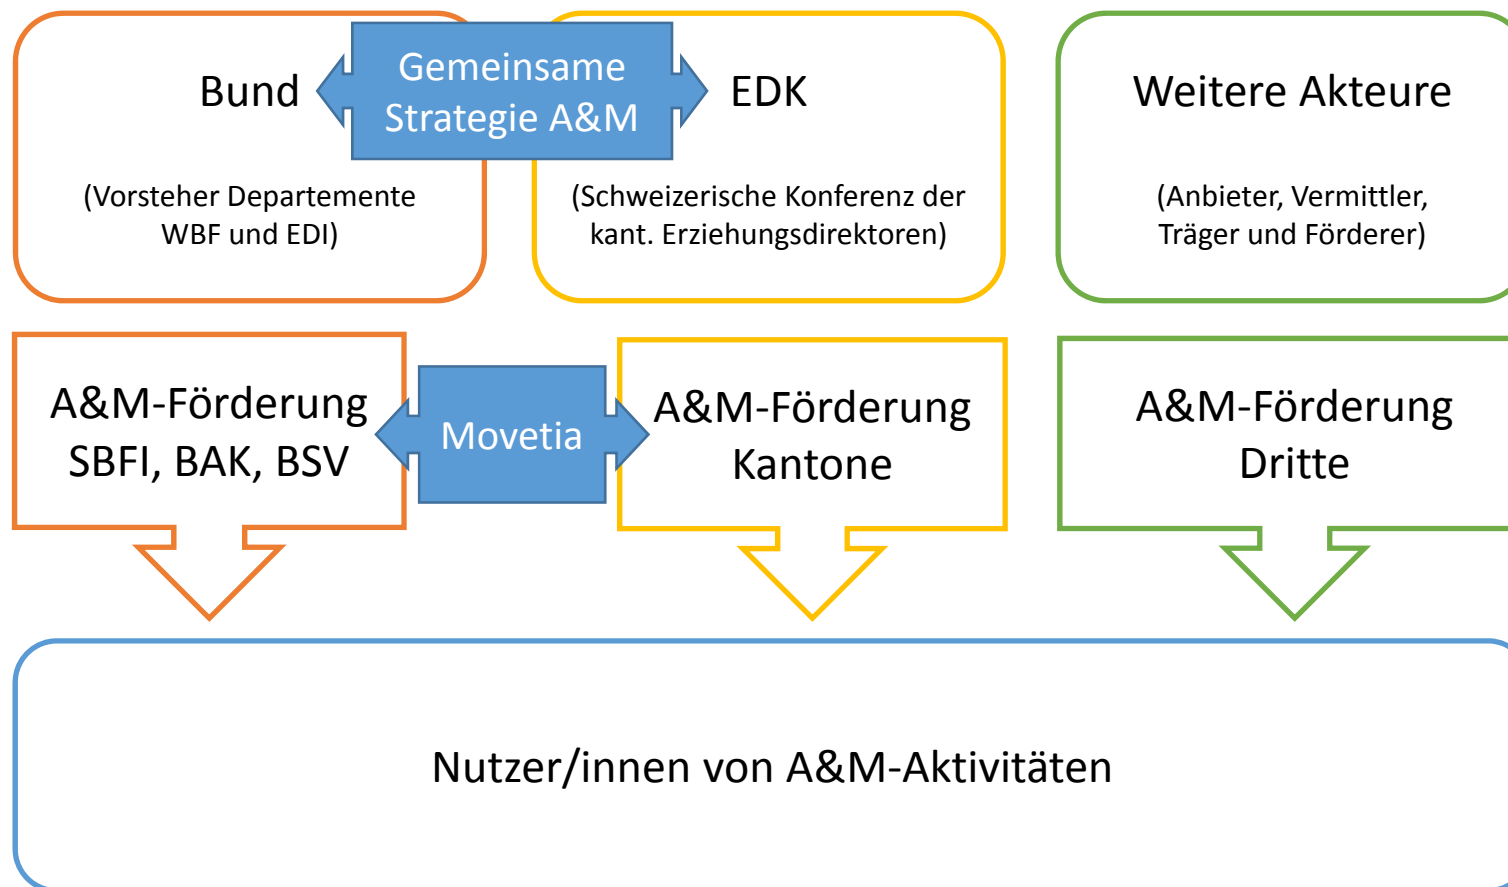 Bund
Gemeinsame
Strategie A&M
EDK
(Vorsteher Departemente
WBF und EDI)
(Schweizerische Konferenz der
kant. Erziehungsdirektoren)
Weitere Akteure
(Anbieter, Vermittler,
Träger und Förderer)
A&M-Förderung
SBFI, BAK, BSV
Movetia
A&M-Förderung
Kantone
A&M-Förderung
Dritte
Nutzer/innen von A&M-Aktivitäten